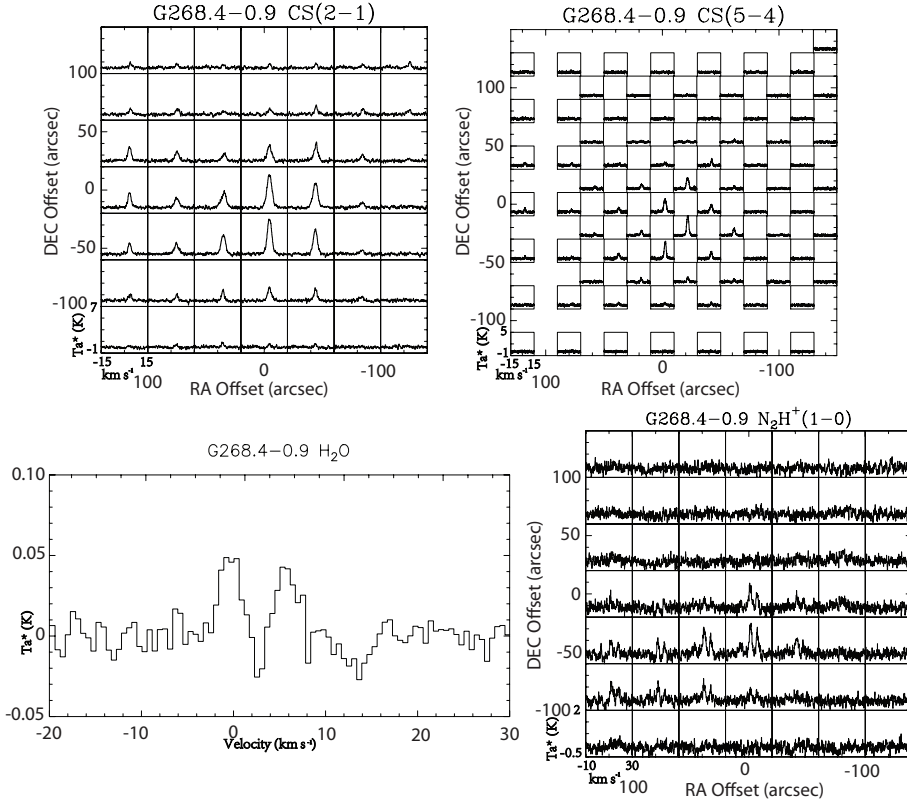 G268.4−0.9 CS(2−1)
100
50
0
-50
-100
7
-1
Ta* (K)
DEC Offset (arcsec)
-15 15
km s⁻¹
100
0
-100
RA Offset (arcsec)
G268.4−0.9 CS(5−4)
100
50
0
-50
-100
5
-1
Ta* (K)
DEC Offset (arcsec)
-15 15
km s⁻¹
100
0
-100
RA Offset (arcsec)
G268.4−0.9 H₂O
0.10
0.05
0
-0.05
Ta* (K)
-20
-10
0
10
20
30
Velocity (km s⁻¹)
G268.4−0.9 N₂H⁺(1−0)
100
50
0
-50
-100
2
-0.5
Ta* (K)
DEC Offset (arcsec)
-10 30
km s⁻¹
100
0
-100
RA Offset (arcsec)